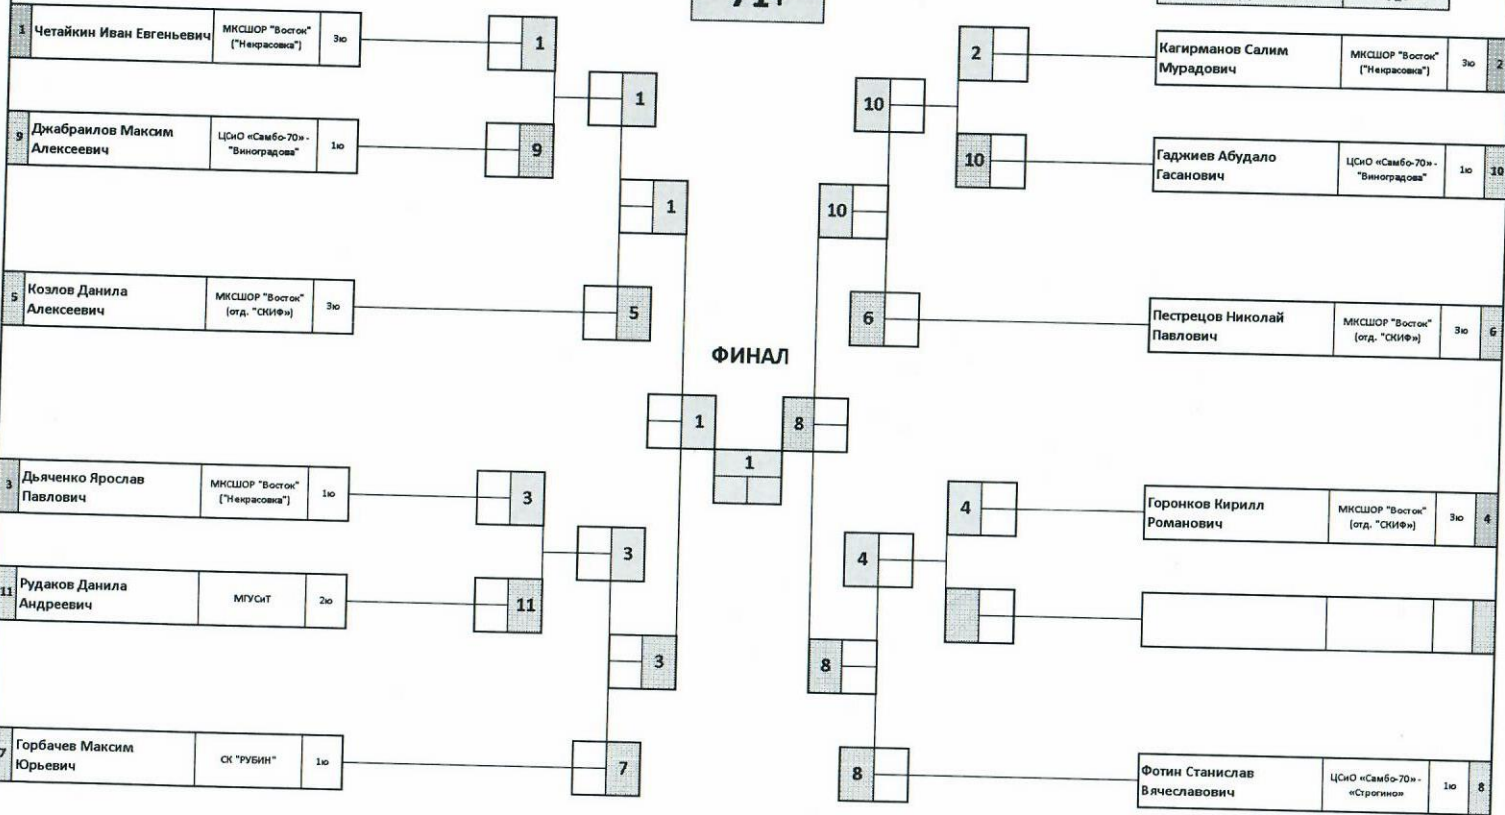 71+
1 Четайкин Иван Евгеньевич МКСШОР "Восток" ("Некрасовка") 3ю
9 Джабраилов Максим Алексеевич ЦСиО «Самбо-70» - "Виноградова" 1ю
5 Козлов Данила Алексеевич МКСШОР "Восток" (отд. "СКИФ») 3ю
3 Дьяченко Ярослав Павлович МКСШОР "Восток" ("Некрасовка") 1ю
11 Рудаков Данила Андреевич МГУСиТ 2ю
7 Горбачев Максим Юрьевич СК "РУБИН" 1ю
1
9
1
1
5
3
11
3
3
7
ФИНАЛ
1
8
1
2
10
10
10
6
4
4
8
8
Кагирманов Салим Мурадович МКСШОР "Восток" ("Некрасовка") 3ю 2
Гаджиев Абудало Гасанович ЦСиО «Самбо-70» - "Виноградова" 1ю 10
Пестрецов Николай Павлович МКСШОР "Восток" (отд. "СКИФ») 3ю 6
Горонков Кирилл Романович МКСШОР "Восток" (отд. "СКИФ») 3ю 4
Фотин Станислав Вячеславович ЦСиО «Самбо-70» - «Строгино» 1ю 8